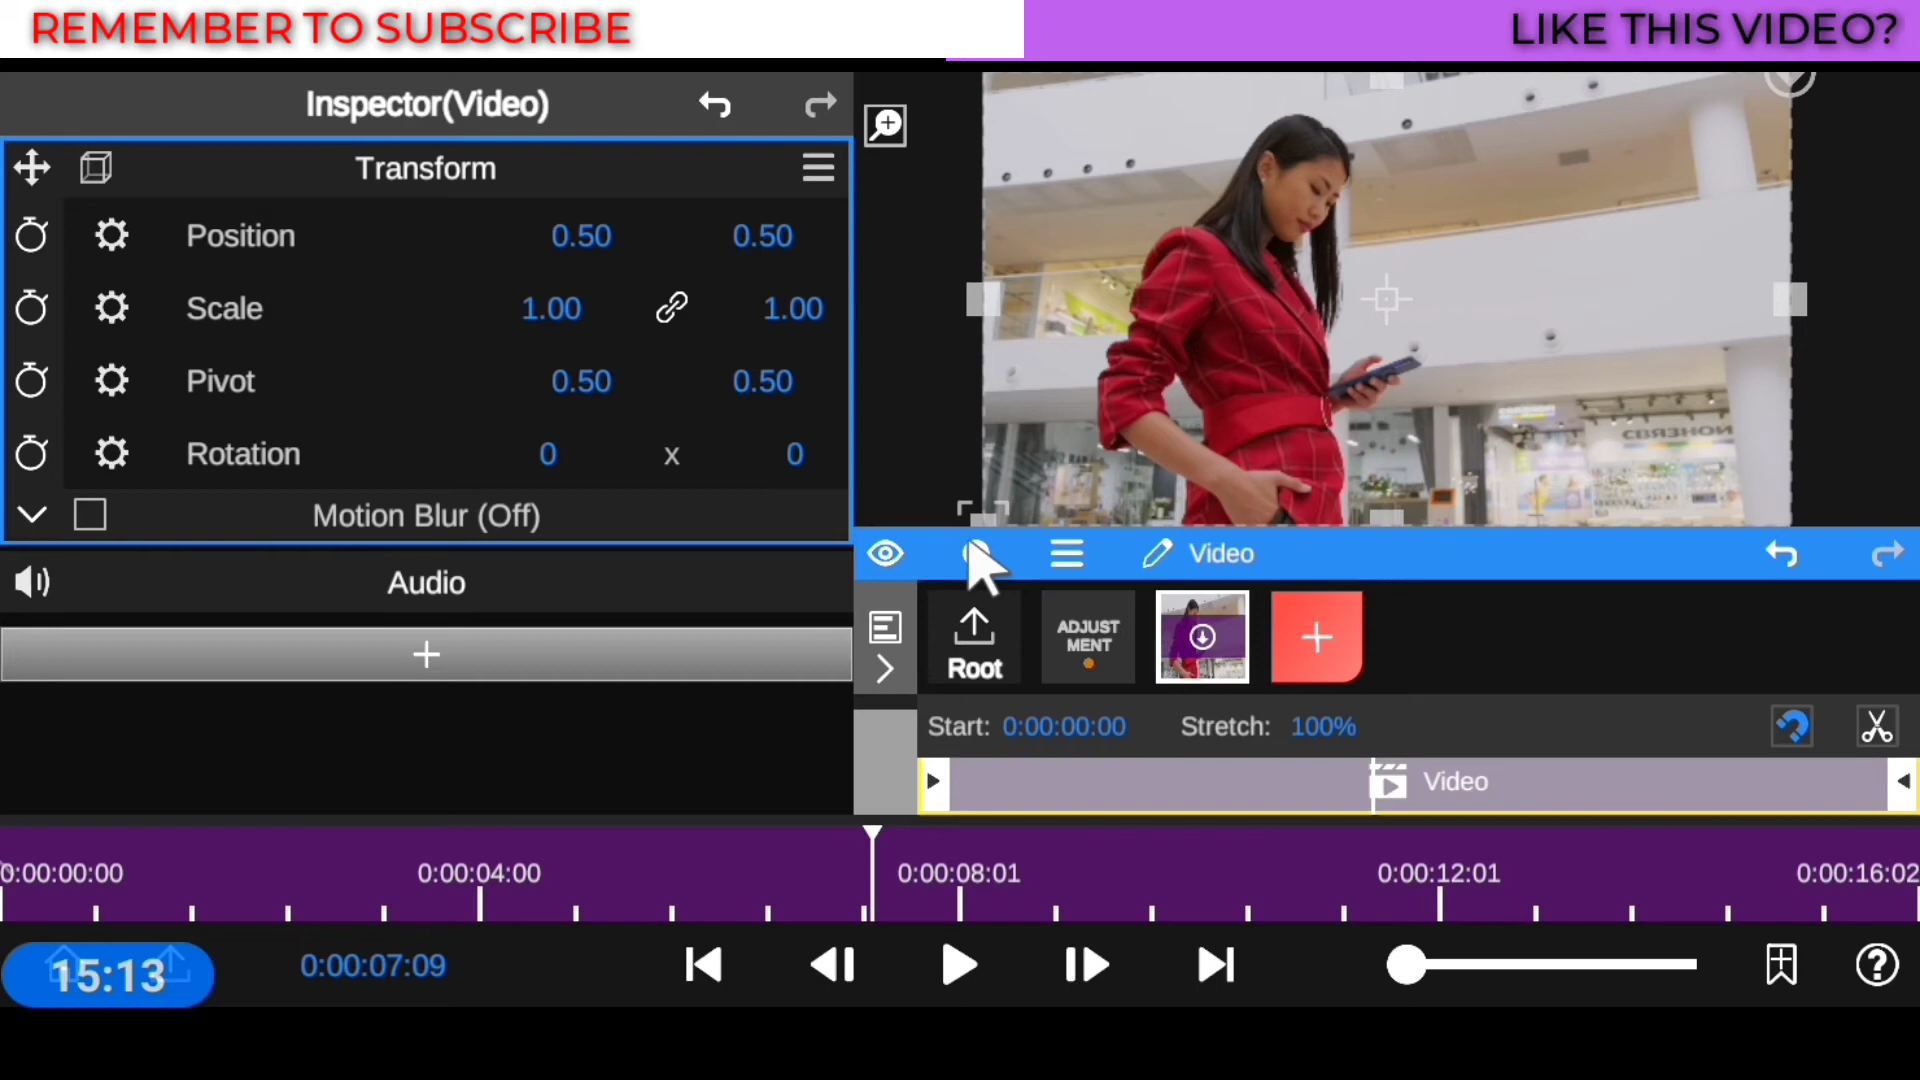 REMEMBER TO SUBSCRIBE
LIKE THIS VIDEO?
Inspector(Video)
Transform
Position 0.50 0.50
Scale 1.00 1.00
Pivot 0.50 0.50
Rotation 0 x 0
Motion Blur (Off)
Audio
Video
Root
ADJUST
MENT
Start: 0:00:00:00 Stretch: 100%
Video
0:00:00:00 0:00:04:00 0:00:08:01 0:00:12:01 0:00:16:02
15:13
0:00:07:09